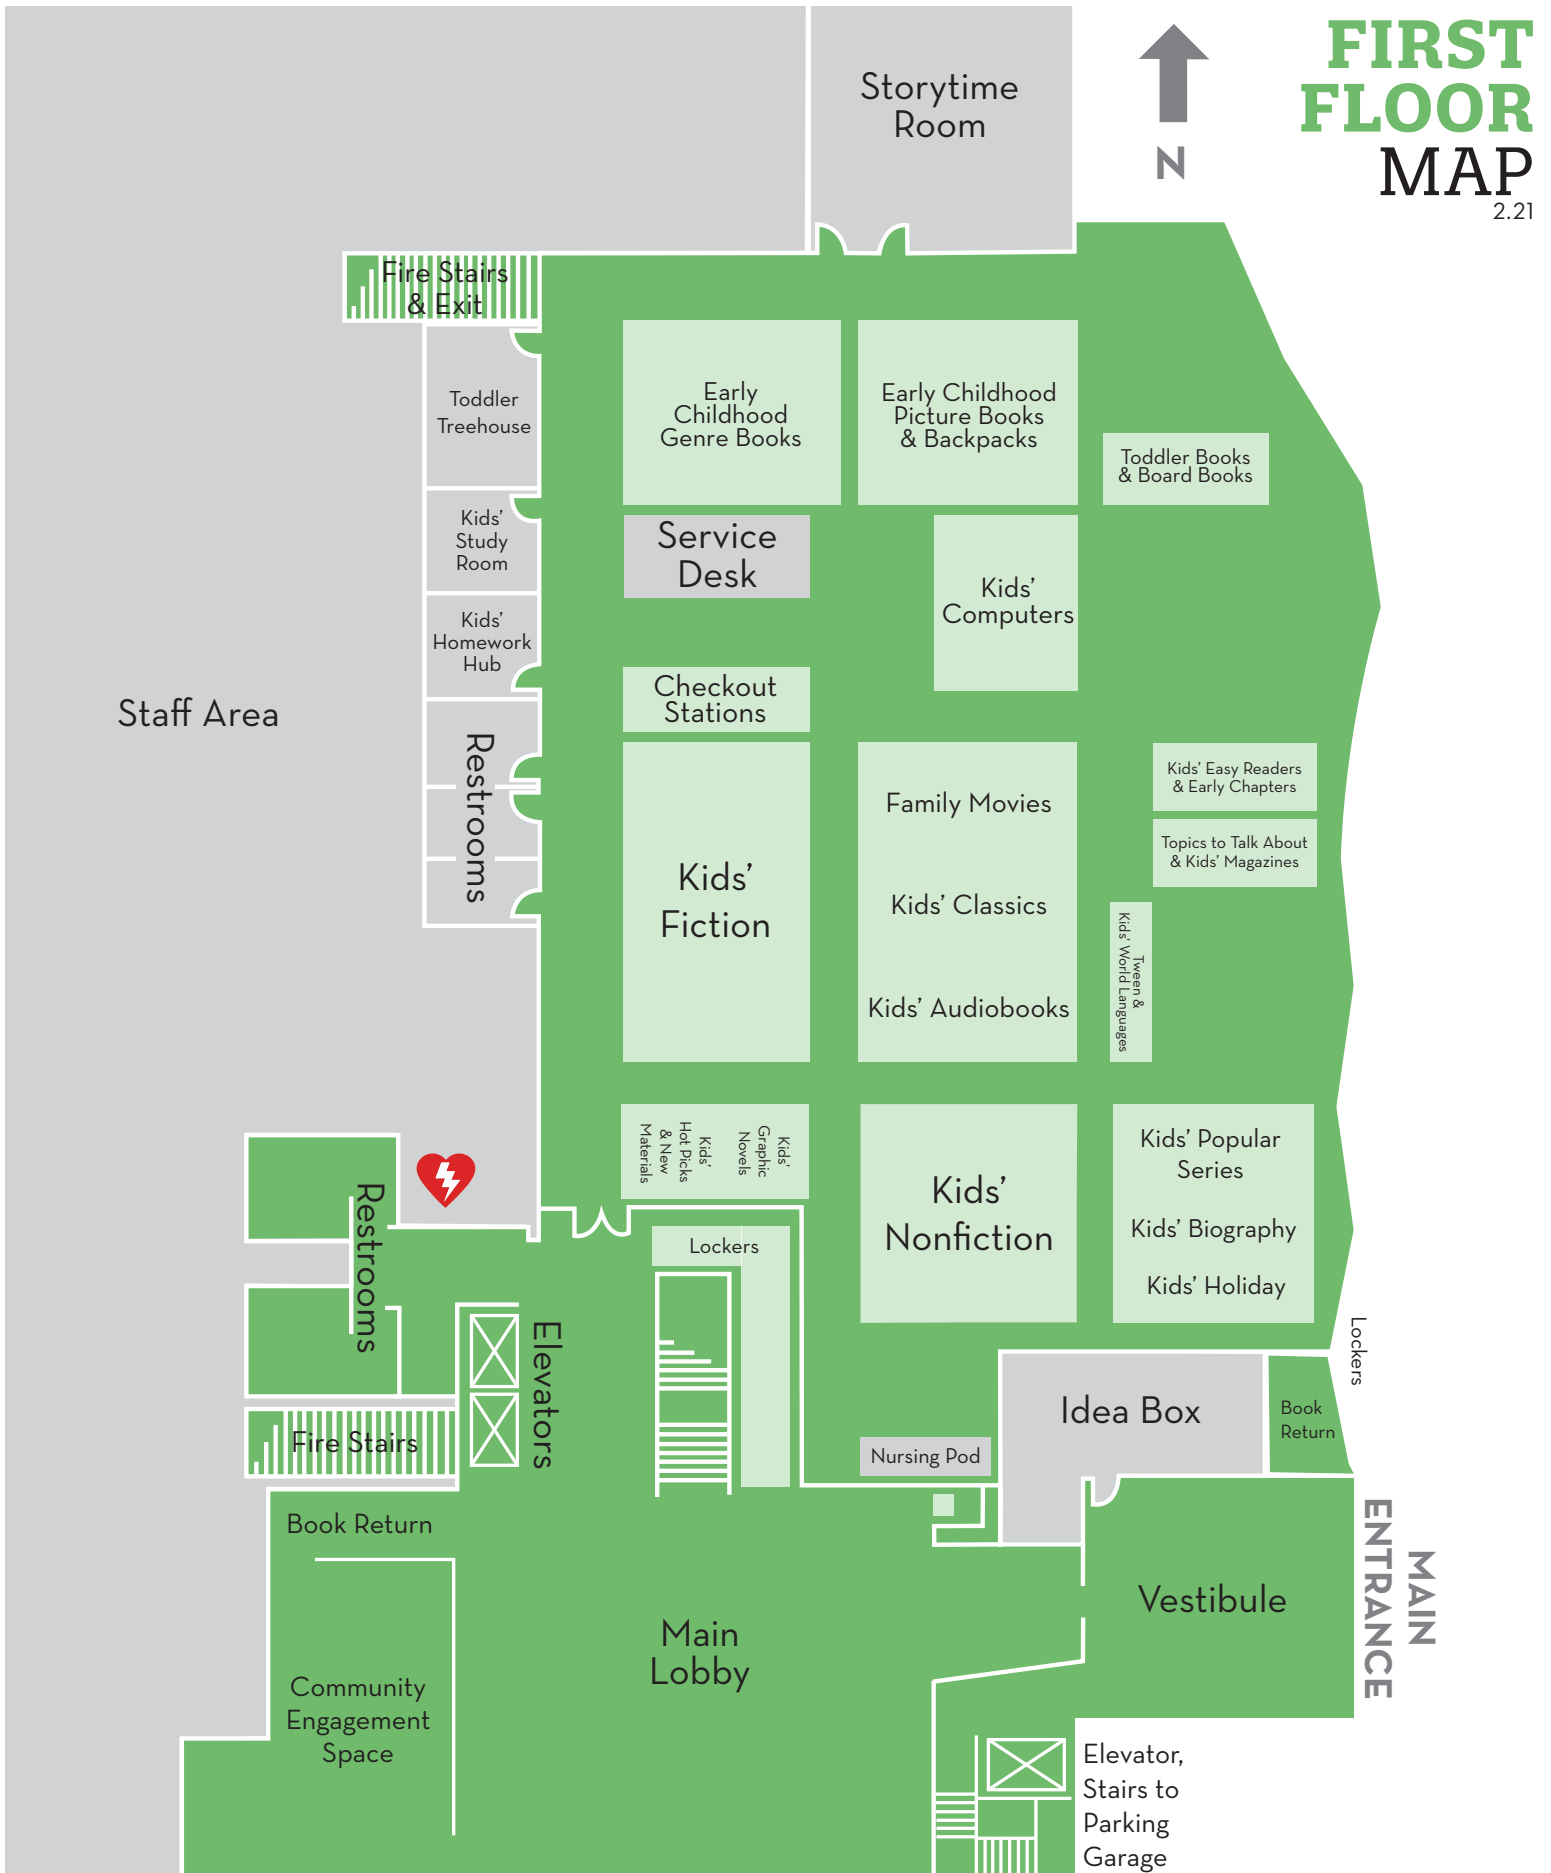 FIRST
FLOOR
MAP
2.21
N
Storytime
Room
Fire Stairs
& Exit
Toddler
Treehouse
Early
Childhood
Genre Books
Early Childhood
Picture Books
& Backpacks
Toddler Books
& Board Books
Kids'
Study
Room
Service
Desk
Kids'
Computers
Kids'
Homework
Hub
Staff Area
Checkout
Stations
Restrooms
Kids'
Fiction
Family Movies
Kids' Classics
Kids' Audiobooks
Kids' Easy Readers
& Early Chapters
Topics to Talk About
& Kids' Magazines
Tween &
Kids' World Languages
Kids'
Hot Picks
& New
Materials
Kids'
Graphic
Novels
Kids'
Nonfiction
Kids' Popular
Series
Kids' Biography
Kids' Holiday
Restrooms
Lockers
Elevators
Lockers
Idea Box
Book
Return
Fire Stairs
Nursing Pod
Book Return
MAIN
ENTRANCE
Vestibule
Main
Lobby
Community
Engagement
Space
Elevator,
Stairs to
Parking
Garage